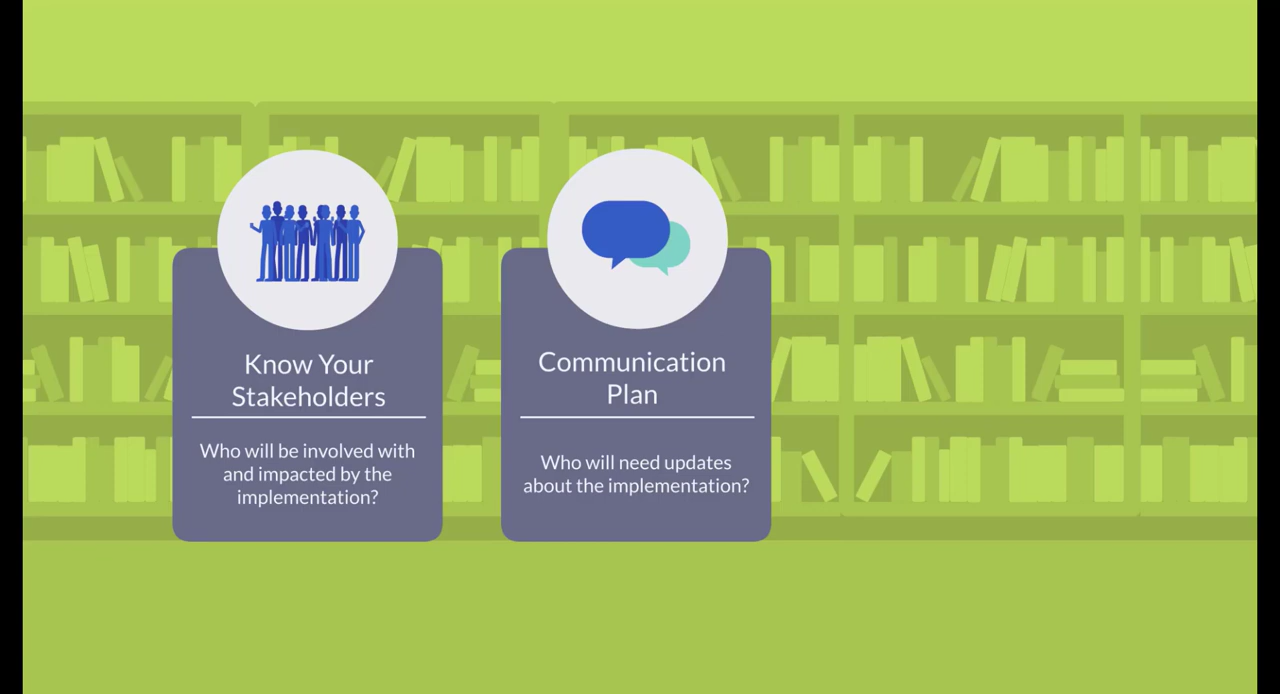 Know Your
Stakeholders
Who will be involved with
and impacted by the
implementation?
Communication
Plan
Who will need updates
about the implementation?